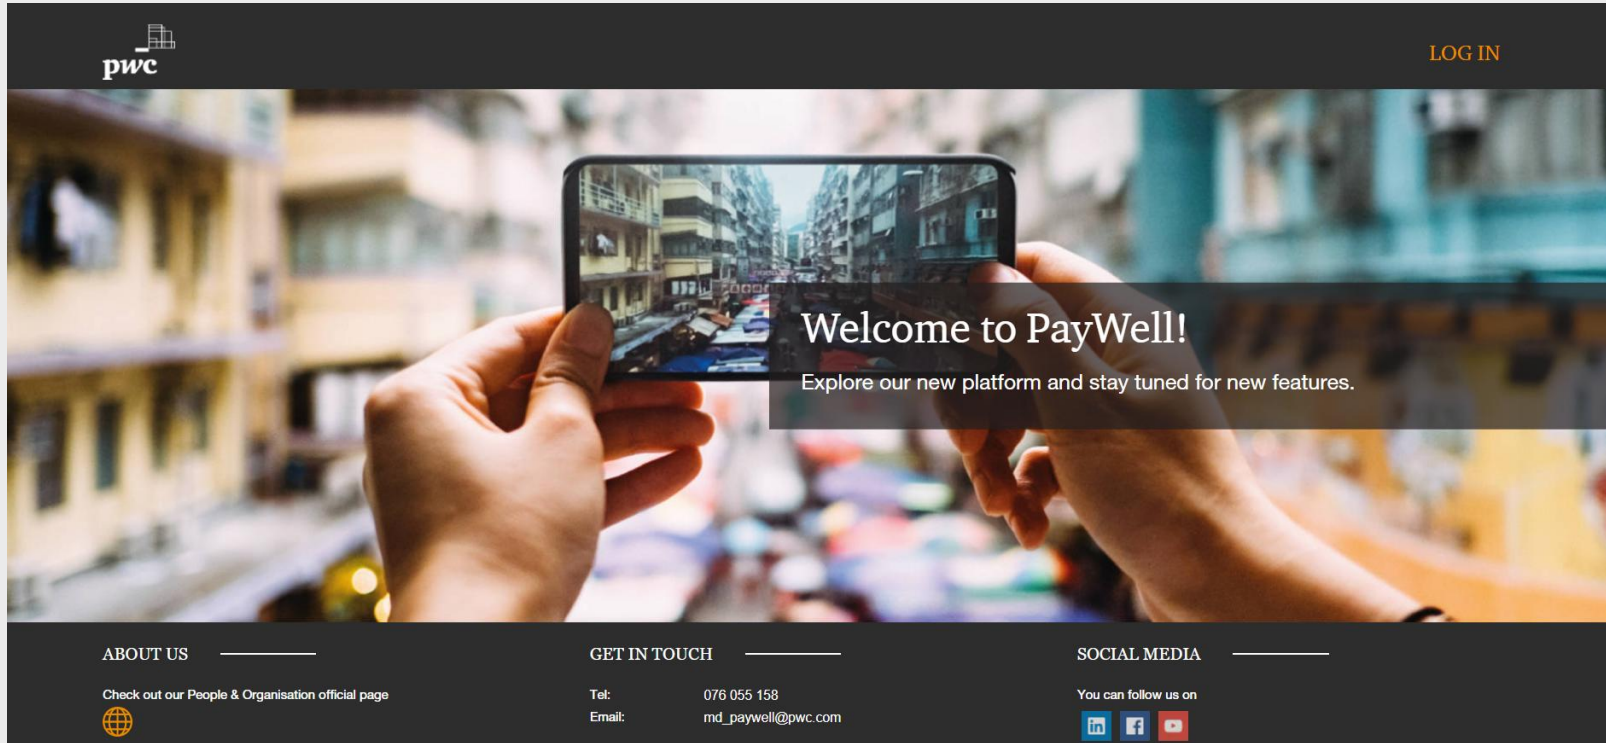 pwc
LOG IN
Welcome to PayWell!
Explore our new platform and stay tuned for new features.
ABOUT US
Check out our People & Organisation official page
GET IN TOUCH
Tel: 076 055 158
Email: md_paywell@pwc.com
SOCIAL MEDIA
You can follow us on
in
f